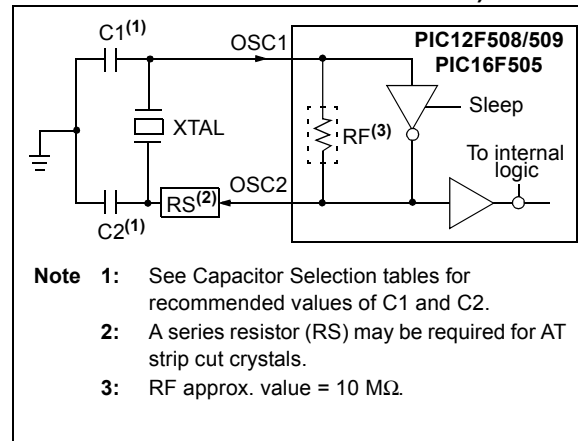 C1(1)
OSC1
PIC12F508/509
PIC16F505
Sleep
XTAL
RF(3)
To internal
logic
OSC2
RS(2)
C2(1)
Note 1: See Capacitor Selection tables for
recommended values of C1 and C2.
2: A series resistor (RS) may be required for AT
strip cut crystals.
3: RF approx. value = 10 MΩ.